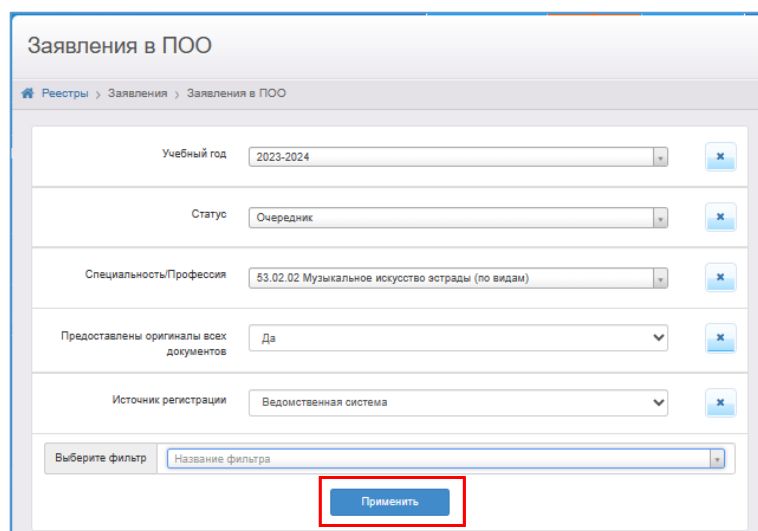 Заявления в ПОО
Реестры > Заявления > Заявления в ПОО
Учебный год 2023-2024
Статус Очередник
Специальность/Профессия 53.02.02 Музыкальное искусство эстрады (по видам)
Предоставлены оригиналы всех
документов Да
Источник регистрации Ведомственная система
Выберите фильтр Название фильтра
Применить